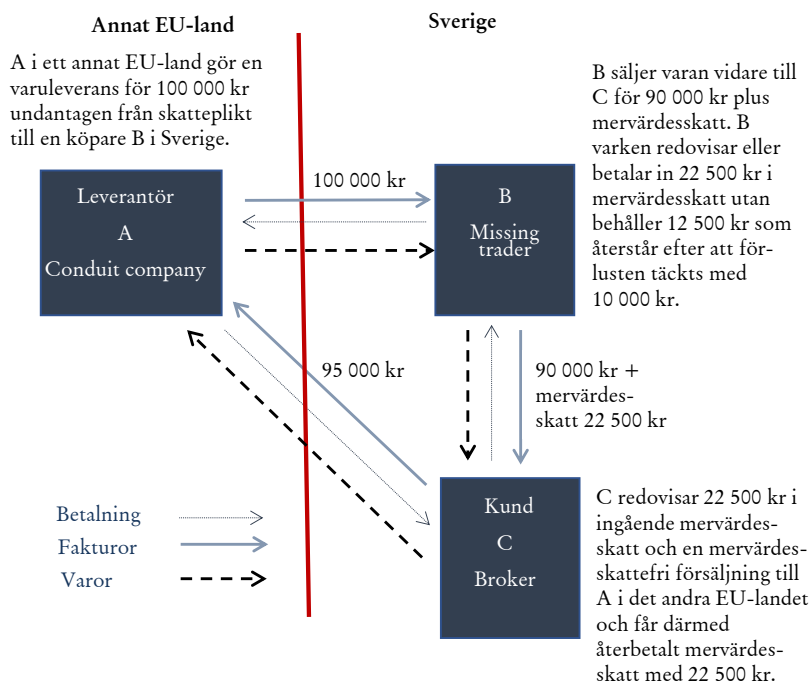 Annat EU-land
Sverige
A i ett annat EU-land gör en
varuleverans för 100 000 kr
undantagen från skatteplikt
till en köpare B i Sverige.
B säljer varan vidare till
C för 90 000 kr plus
mervärdesskatt. B
varken redovisar eller
betalar in 22 500 kr i
mervärdesskatt utan
behåller 12 500 kr som
återstår efter att för-
lusten täckts med
10 000 kr.
Leverantör
A
Conduit company
100 000 kr
B
Missing
trader
95 000 kr
90 000 kr +
mervärdes-
skatt 22 500 kr
Kund
C
Broker
C redovisar 22 500 kr i
ingående mervärdes-
skatt och en mervärdes-
skattefri försäljning till
A i det andra EU-landet
och får därmed
återbetalt mervärdes-
skatt med 22 500 kr.
Betalning
Fakturor
Varor